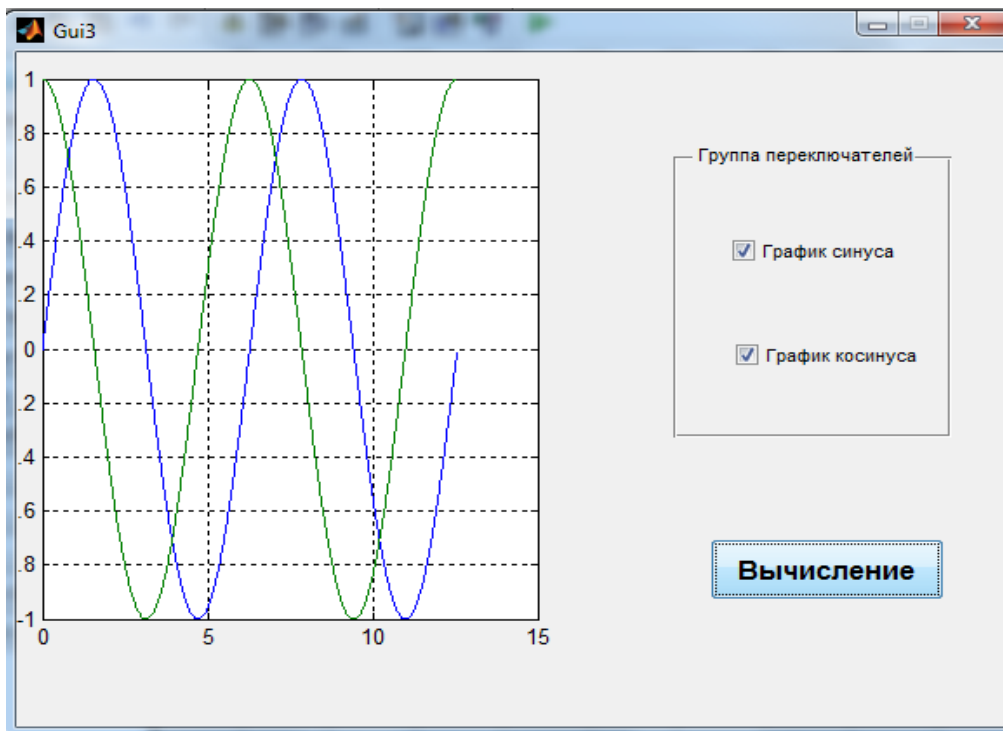 Gui3
1
.8
.6
.4
.2
0
.2
.4
.6
.8
-1
0 5 10 15
Группа переключателей
График синуса
График косинуса
Вычисление